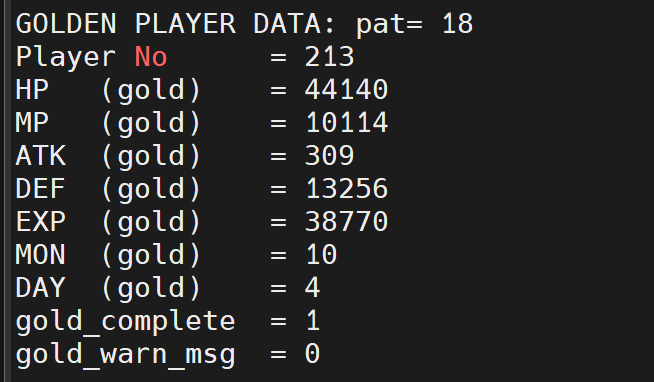 GOLDEN PLAYER DATA: pat= 18
Player No      = 213
HP   (gold)    = 44140
MP   (gold)    = 10114
ATK  (gold)    = 309
DEF  (gold)    = 13256
EXP  (gold)    = 38770
MON  (gold)    = 10
DAY  (gold)    = 4
gold_complete  = 1
gold_warn_msg  = 0